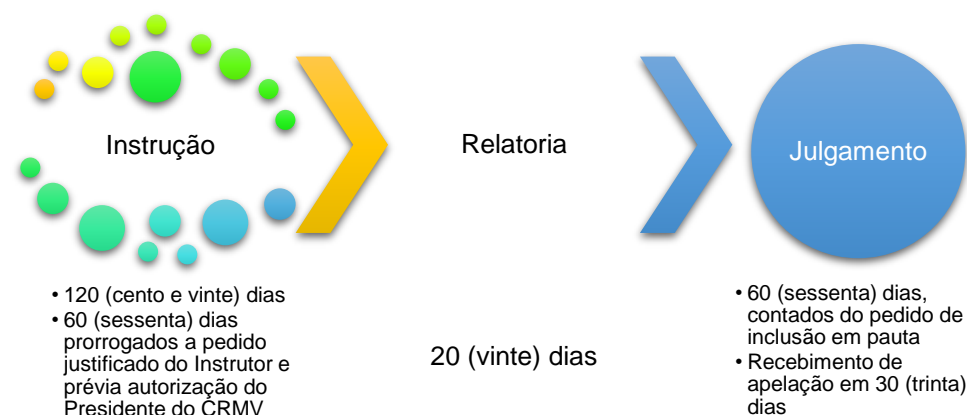 Instrução
Relatoria
Julgamento
• 120 (cento e vinte) dias
• 60 (sessenta) dias
prorrogados a pedido
justificado do Instrutor e
prévia autorização do
Presidente do CRMV
20 (vinte) dias
• 60 (sessenta) dias,
contados do pedido de
inclusão em pauta
• Recebimento de
apelação em 30 (trinta)
dias